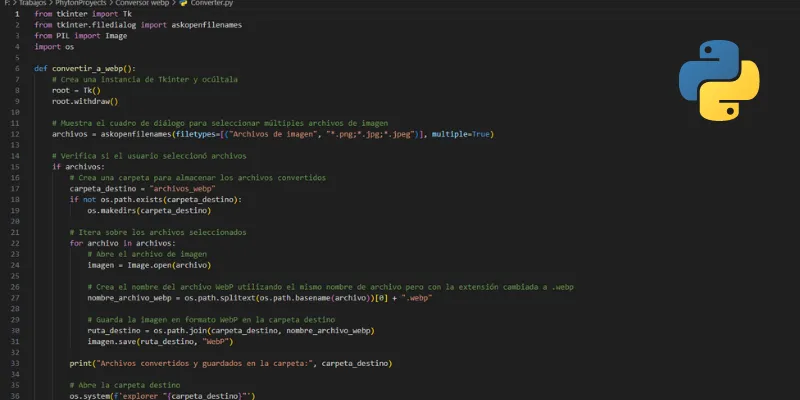 F: > Trabajos > PhytonProyects > Conversor webp > Converter.py
1 from tkinter import Tk
2 from tkinter.filedialog import askopenfilenames
3 from PIL import Image
4 import os
5
6 def convertir_a_webp():
7 # Crea una instancia de Tkinter y ocúltala
8 root = Tk()
9 root.withdraw()
10
11 # Muestra el cuadro de diálogo para seleccionar múltiples archivos de imagen
12 archivos = askopenfilenames(filetypes=[("Archivos de imagen", "*.png;*.jpg;*.jpeg")], multiple=True)
13
14 # Verifica si el usuario seleccionó archivos
15 if archivos:
16 # Crea una carpeta para almacenar los archivos convertidos
17 carpeta_destino = "archivos_webp"
18 if not os.path.exists(carpeta_destino):
19 os.makedirs(carpeta_destino)
20
21 # Itera sobre los archivos seleccionados
22 for archivo in archivos:
23 # Abre el archivo de imagen
24 imagen = Image.open(archivo)
25
26 # Crea el nombre del archivo WebP utilizando el mismo nombre de archivo pero con la extensión cambiada a .webp
27 nombre_archivo_webp = os.path.splitext(os.path.basename(archivo))[0] + ".webp"
28
29 # Guarda la imagen en formato WebP en la carpeta destino
30 ruta_destino = os.path.join(carpeta_destino, nombre_archivo_webp)
31 imagen.save(ruta_destino, "WebP")
32
33 print("Archivos convertidos y guardados en la carpeta:", carpeta_destino)
34
35 # Abre la carpeta destino
36 os.system(f'explorer "{carpeta_destino}"')